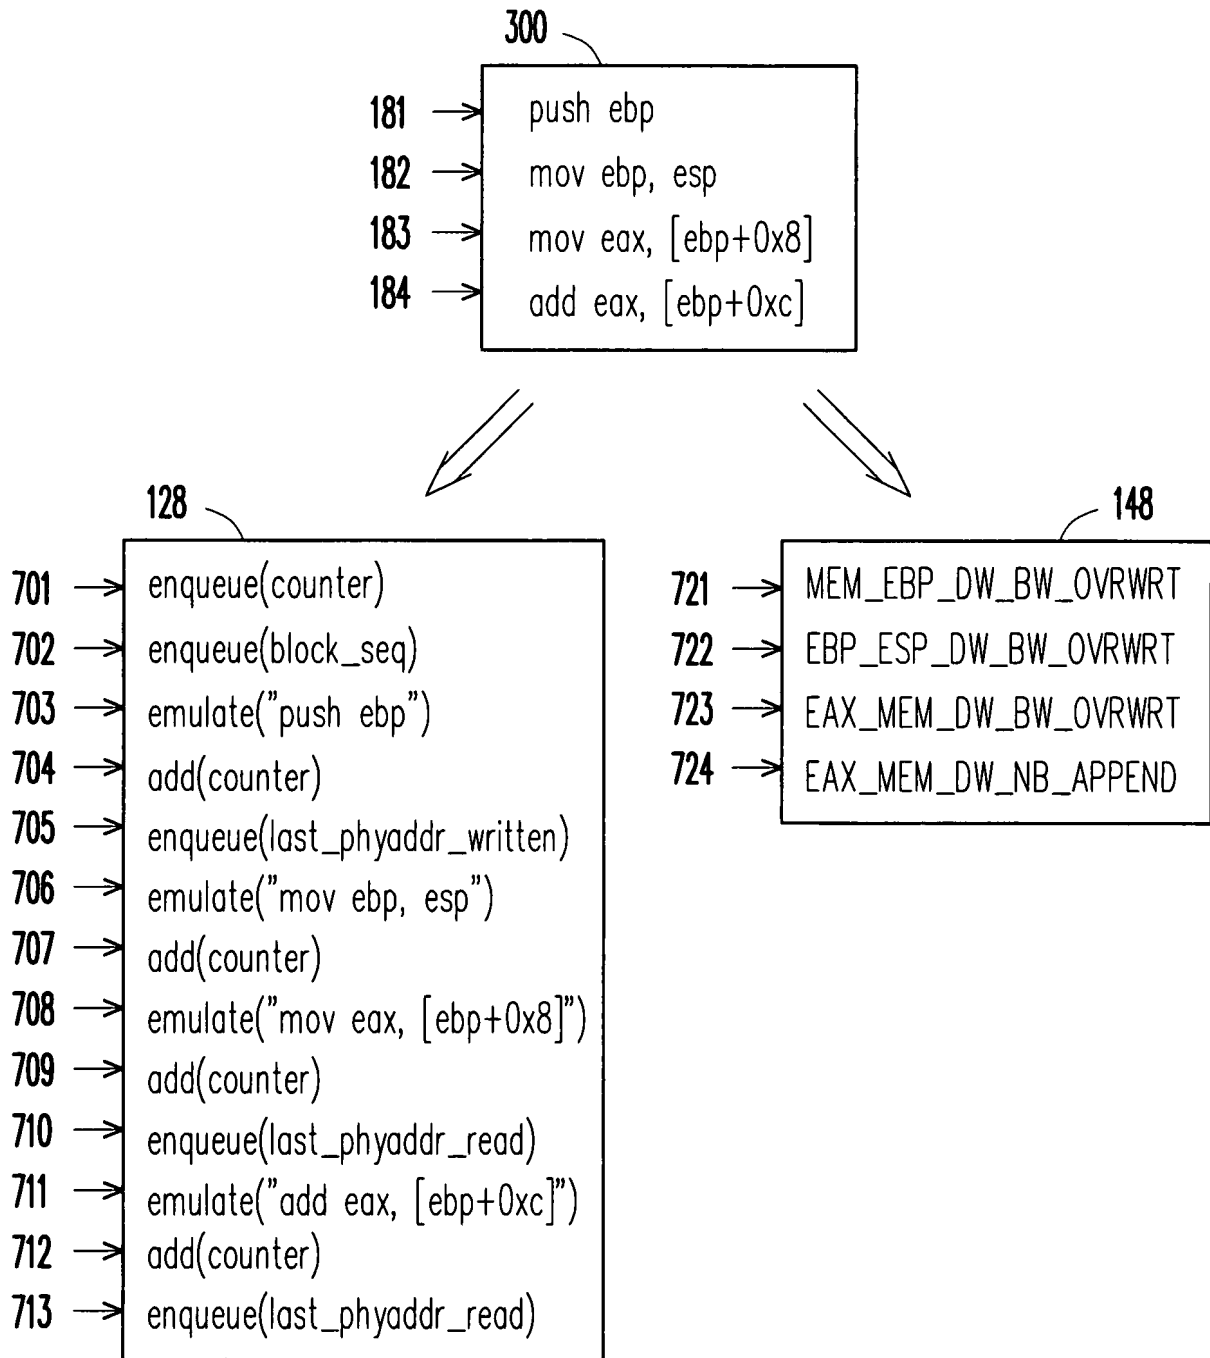 300
181 push ebp
182 mov ebp, esp
183 mov eax, [ebp+0x8]
184 add eax, [ebp+0xc]
128
701 enqueue(counter)
702 enqueue(block_seq)
703 emulate("push ebp")
704 add(counter)
705 enqueue(last_phyaddr_written)
706 emulate("mov ebp, esp")
707 add(counter)
708 emulate("mov eax, [ebp+0x8]")
709 add(counter)
710 enqueue(last_phyaddr_read)
711 emulate("add eax, [ebp+0xc]")
712 add(counter)
713 enqueue(last_phyaddr_read)
148
721 MEM_EBP_DW_BW_OVRWRT
722 EBP_ESP_DW_BW_OVRWRT
723 EAX_MEM_DW_BW_OVRWRT
724 EAX_MEM_DW_NB_APPEND